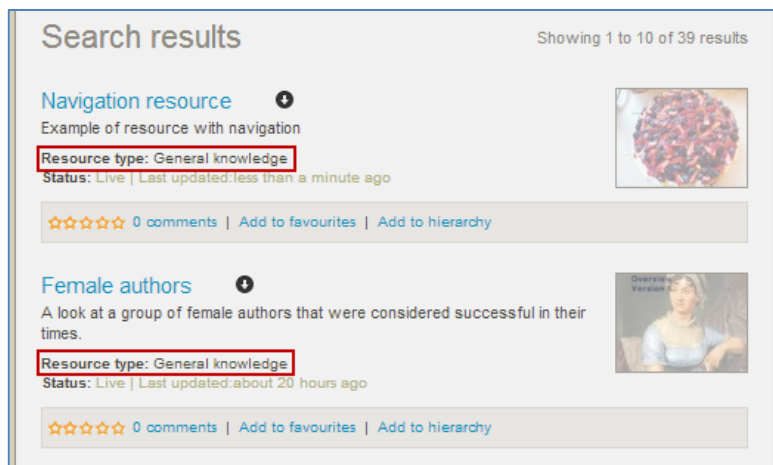 Search results
Showing 1 to 10 of 39 results
Navigation resource
Example of resource with navigation
Resource type: General knowledge
Status: Live | Last updated:less than a minute ago
0 comments | Add to favourites | Add to hierarchy
Female authors
Overview
Version
A look at a group of female authors that were considered successful in their
times.
Resource type: General knowledge
Status: Live | Last updated:about 20 hours ago
0 comments | Add to favourites | Add to hierarchy